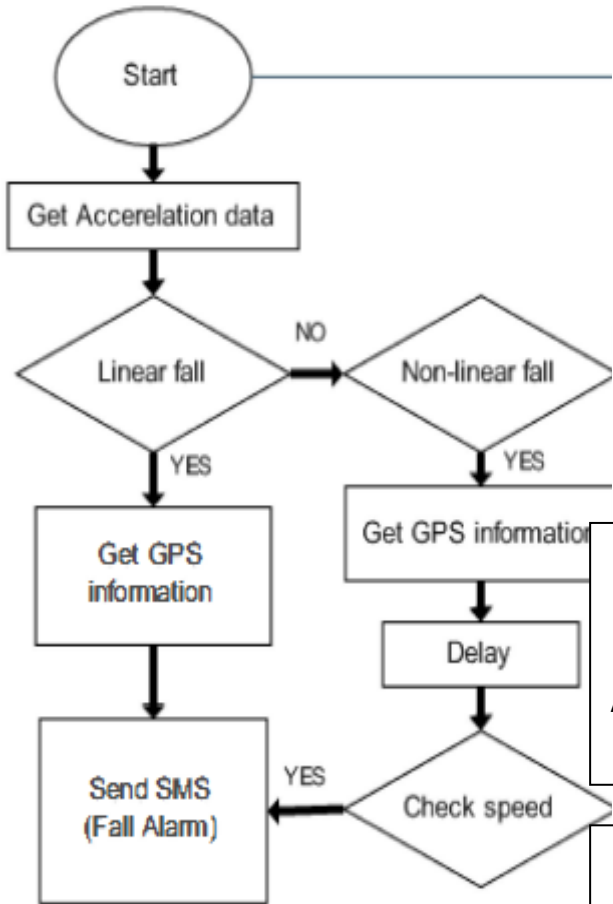 Start
Get Accerelation data
Linear fall
NO
Non-linear fall
YES
YES
Get GPS
information
Get GPS information
Delay
Send SMS
(Fall Alarm)
YES
Check speed